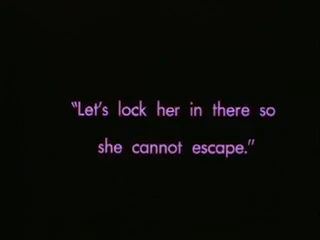 “Let's lock her in there so
she cannot escape.”